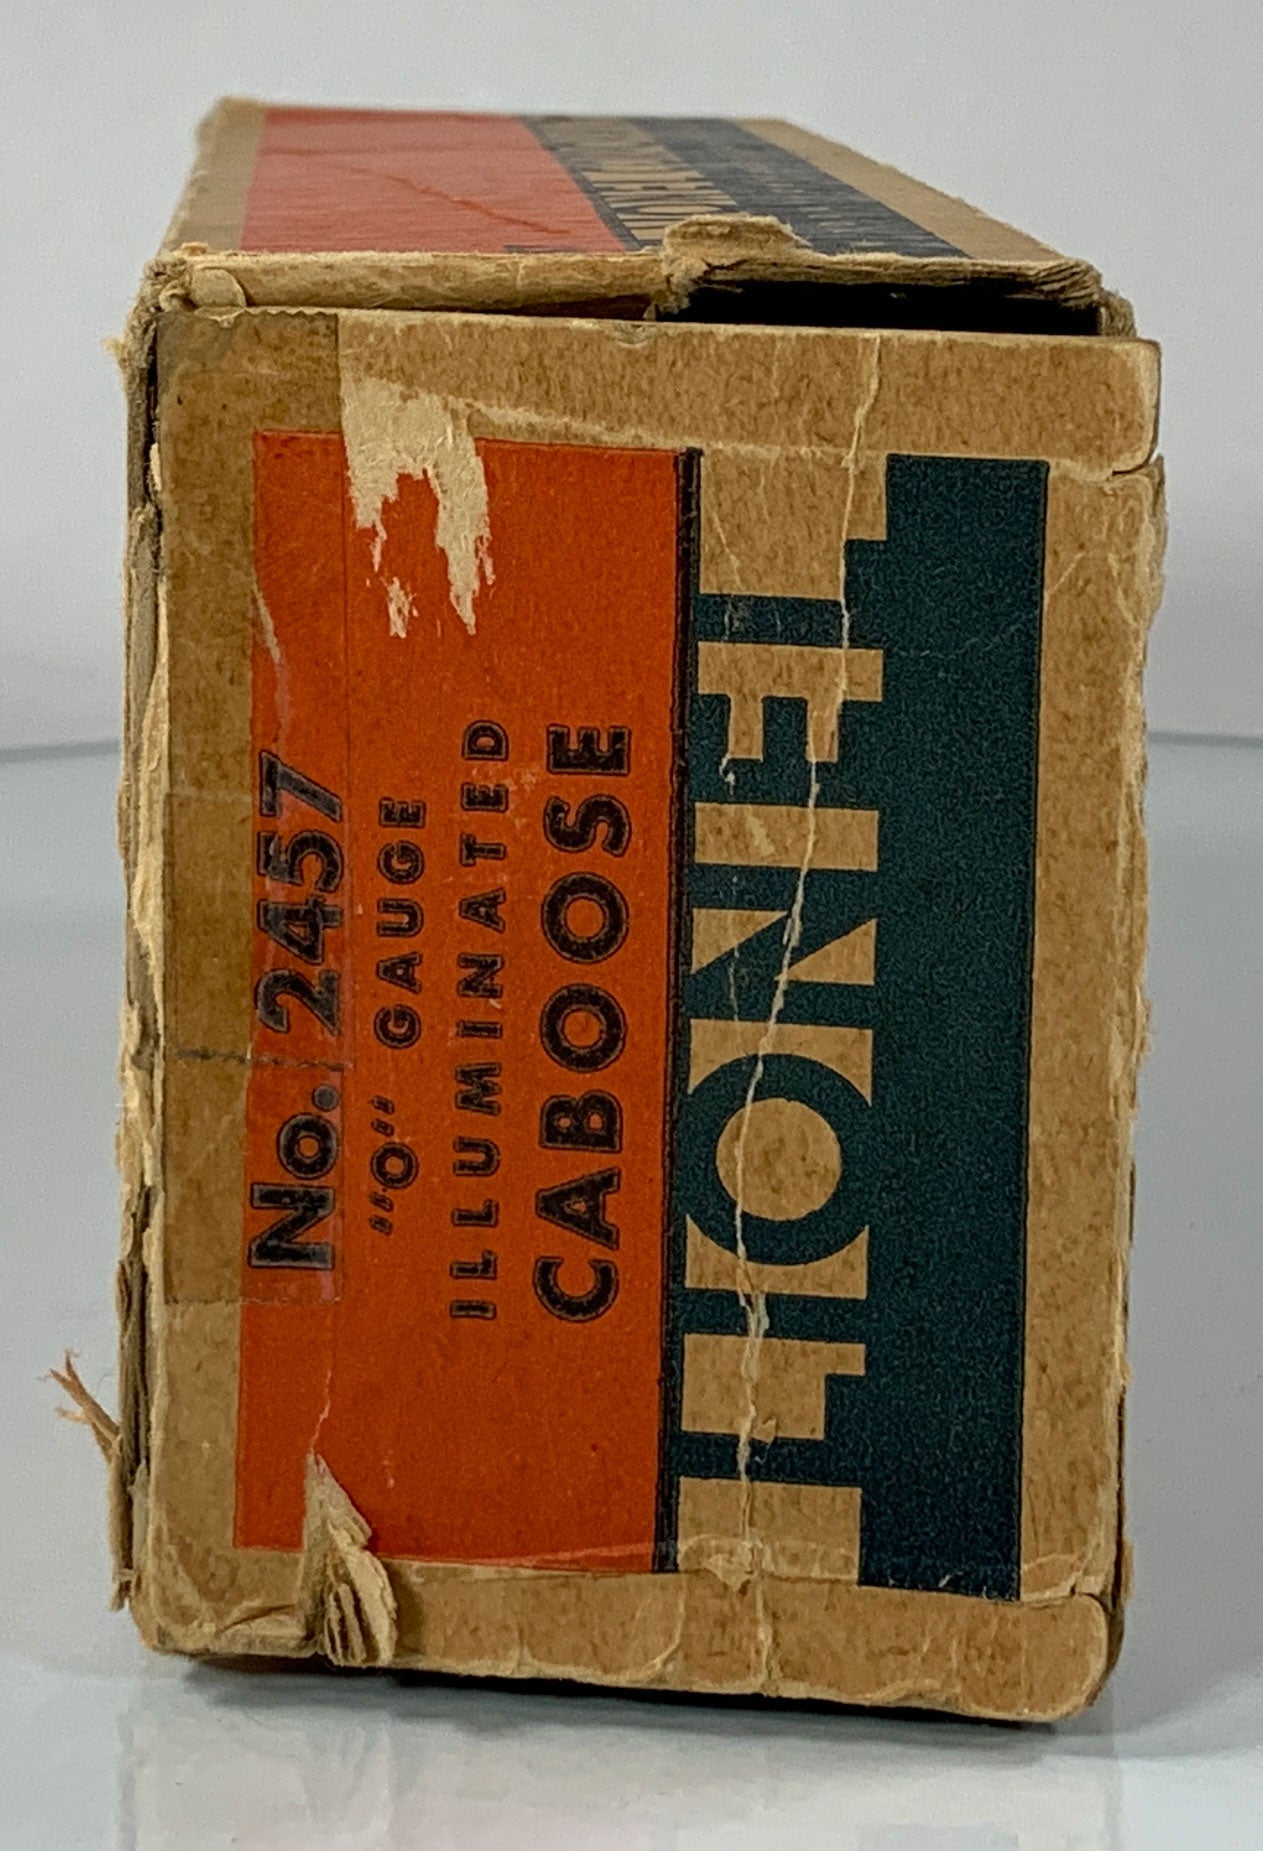 No. 2457
"O" GAUGE
ILLUMINATED
CABOOSE
LIONEL